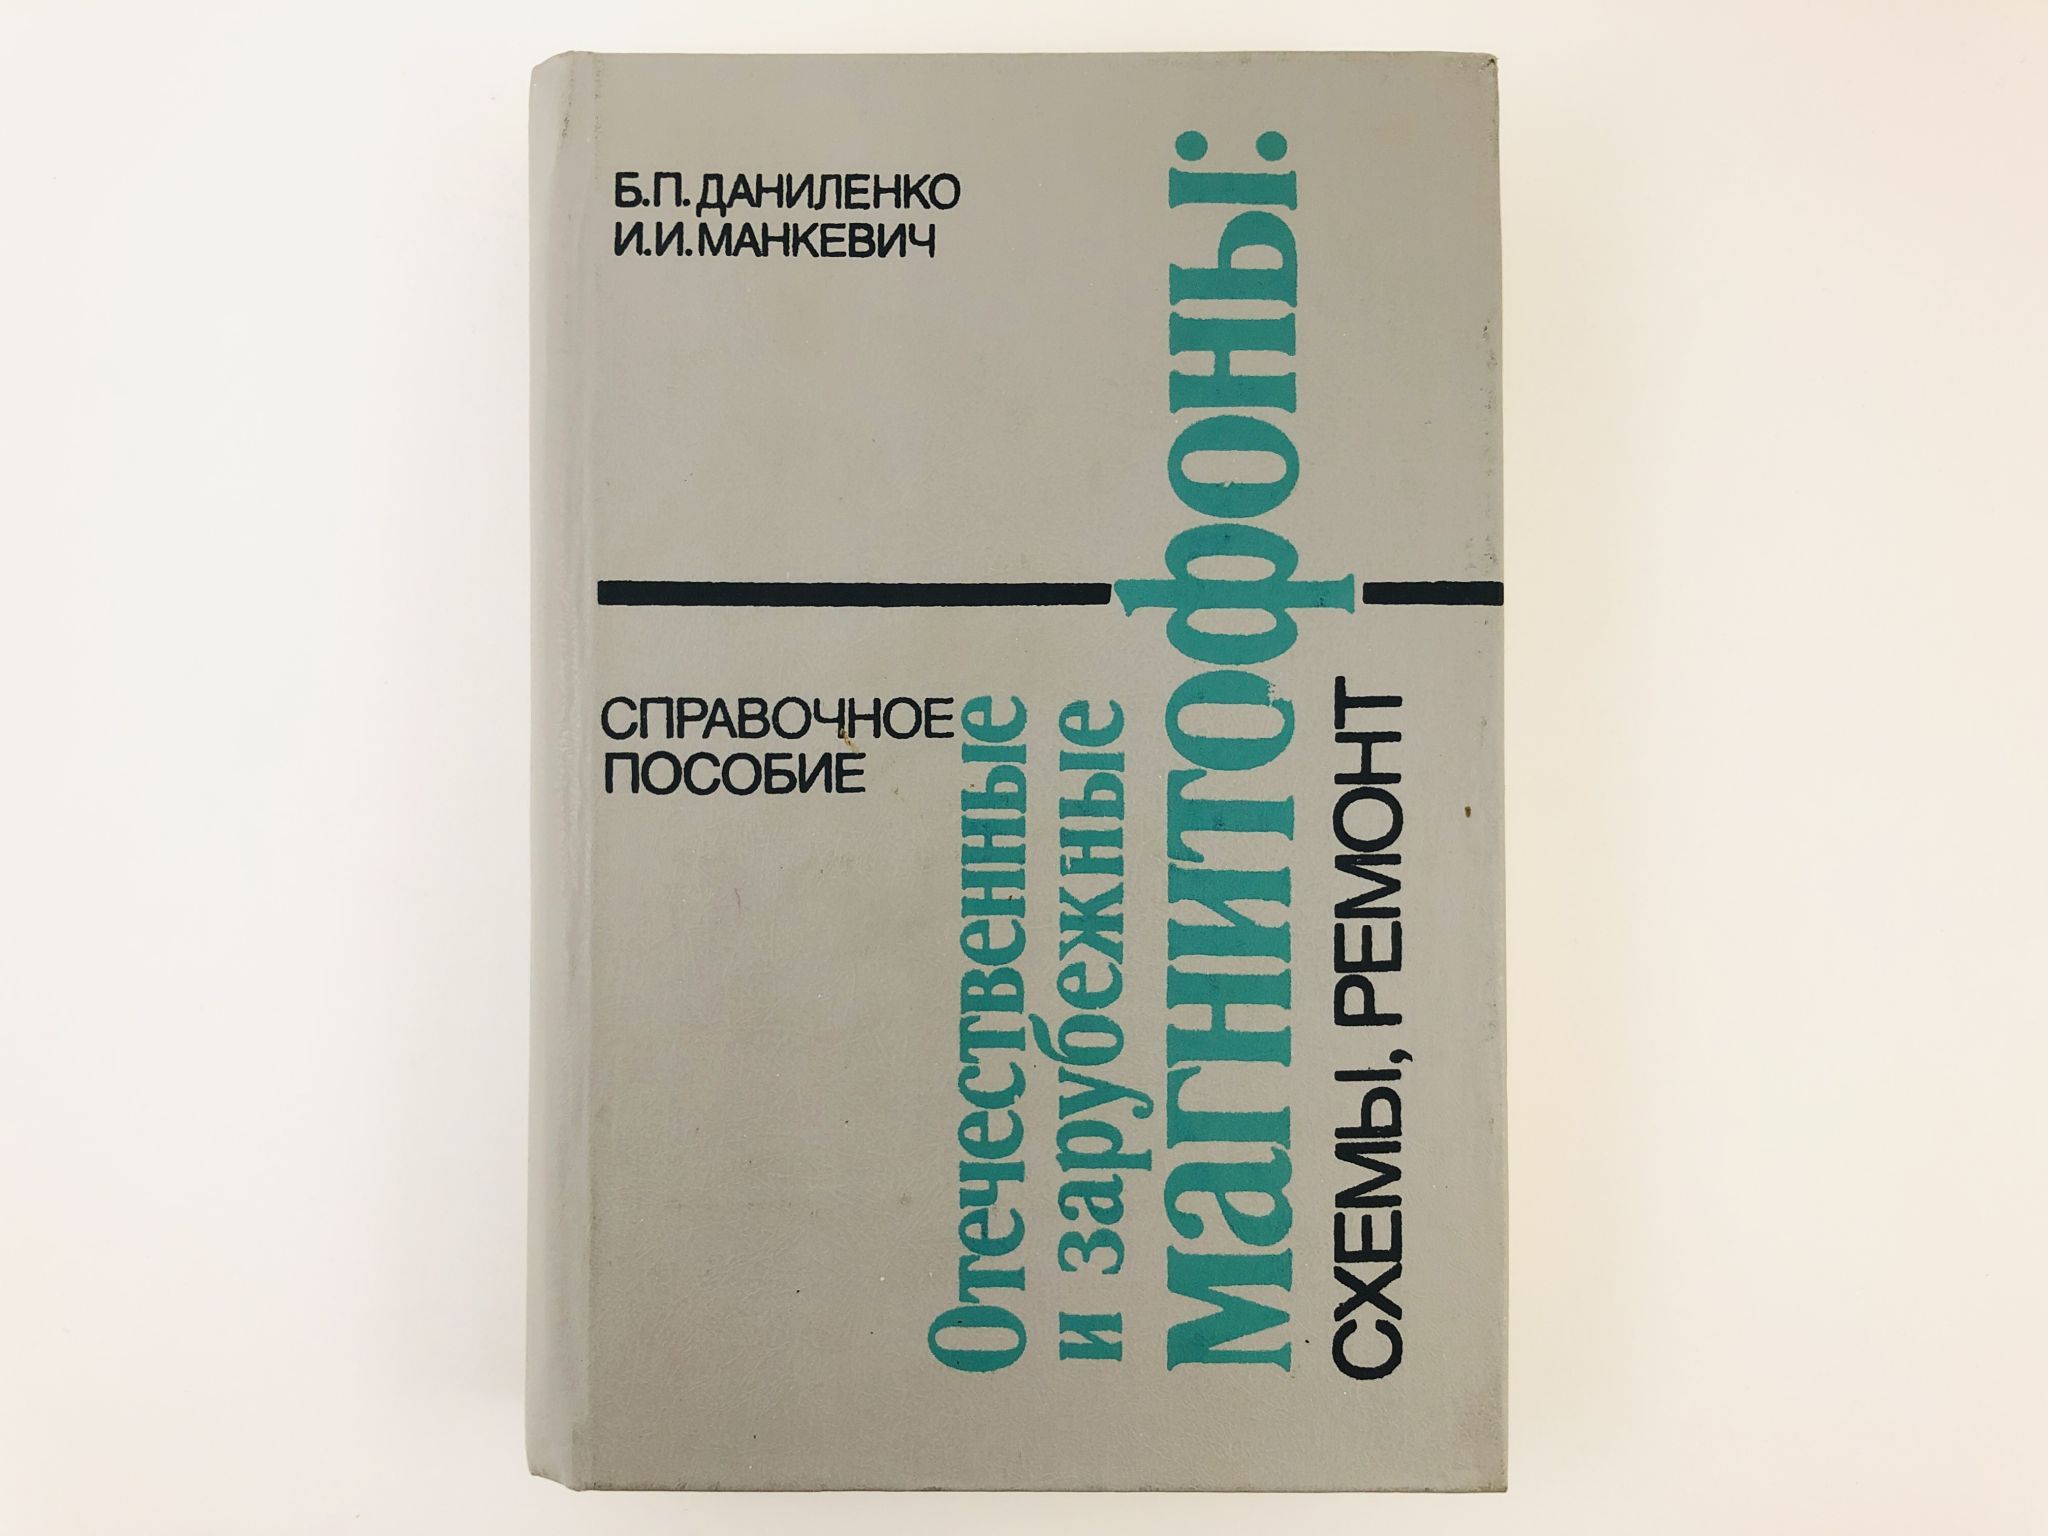 Б.П.ДАНИЛЕНКО
И.И.МАНКЕВИЧ
СПРАВОЧНОЕ
ПОСОБИЕ
Отечественные
и зарубежные
магнитофоны:
СХЕМЫ, РЕМОНТ